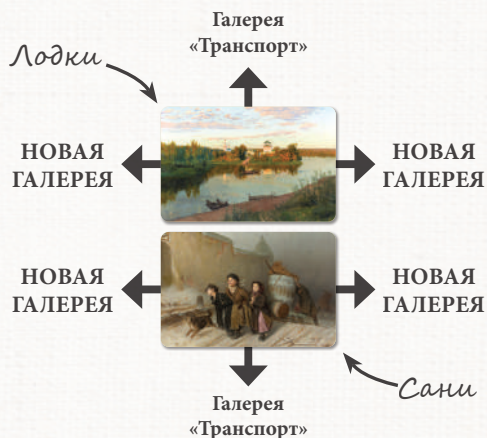 Галерея
«Транспорт»
Лодки
НОВАЯ
ГАЛЕРЕЯ
НОВАЯ
ГАЛЕРЕЯ
НОВАЯ
ГАЛЕРЕЯ
НОВАЯ
ГАЛЕРЕЯ
Сани
Галерея
«Транспорт»